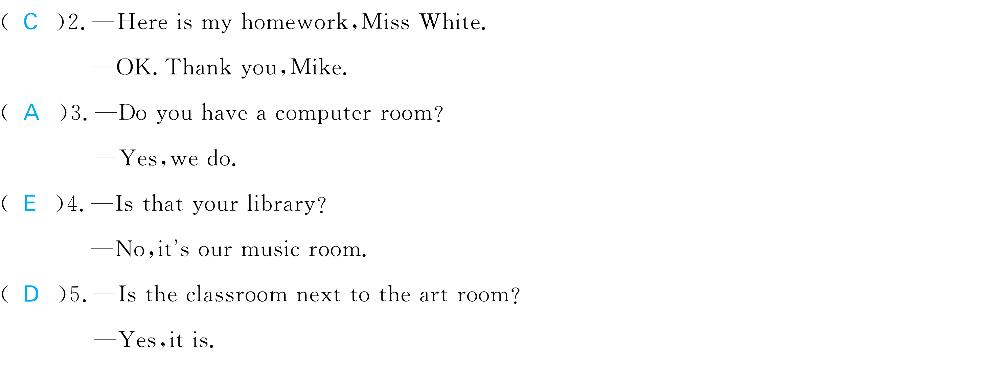 ( C )2. —Here is my homework,Miss White.
—OK. Thank you,Mike.
( A )3. —Do you have a computer room?
—Yes,we do.
( E )4. —Is that your library?
—No,it's our music room.
( D )5. —Is the classroom next to the art room?
—Yes,it is.